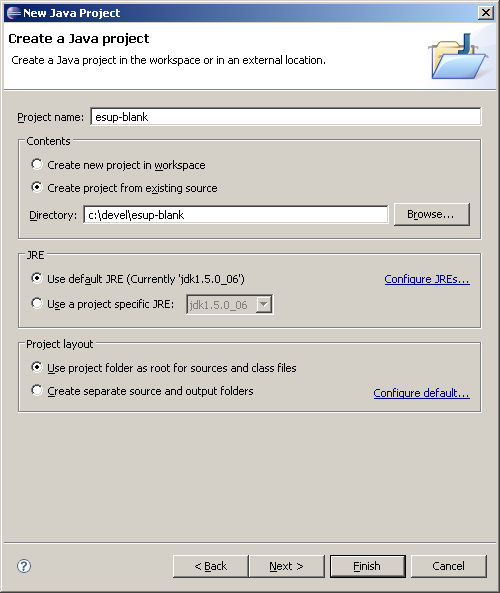 New Java Project
Create a Java project
Create a Java project in the workspace or in an external location.
Project name: esup-blank
Contents
Create new project in workspace
Create project from existing source
Directory: c:\devel\esup-blank Browse...
JRE
Use default JRE (Currently 'jdk1.5.0_06') Configure JREs...
Use a project specific JRE: jdk1.5.0_06
Project layout
Use project folder as root for sources and class files
Create separate source and output folders Configure default...
? < Back Next > Finish Cancel